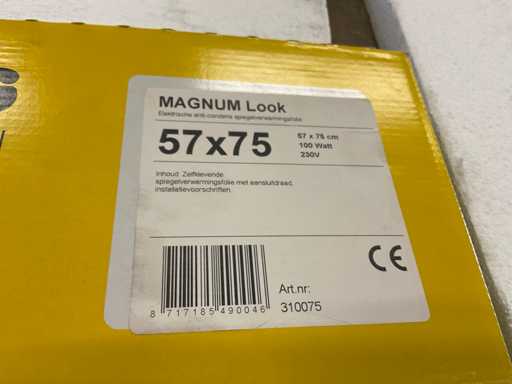 MAGNUM Look
Elektrische anti-condens spiegelverwarmingsfolie
57x75
57 x 75 cm
100 Watt
230V
Inhoud: Zelfklevende
spiegelverwarmingsfolie met aansluitdraad,
installatievoorschriften.
CE
Art.nr:
310075
8 717185 490046